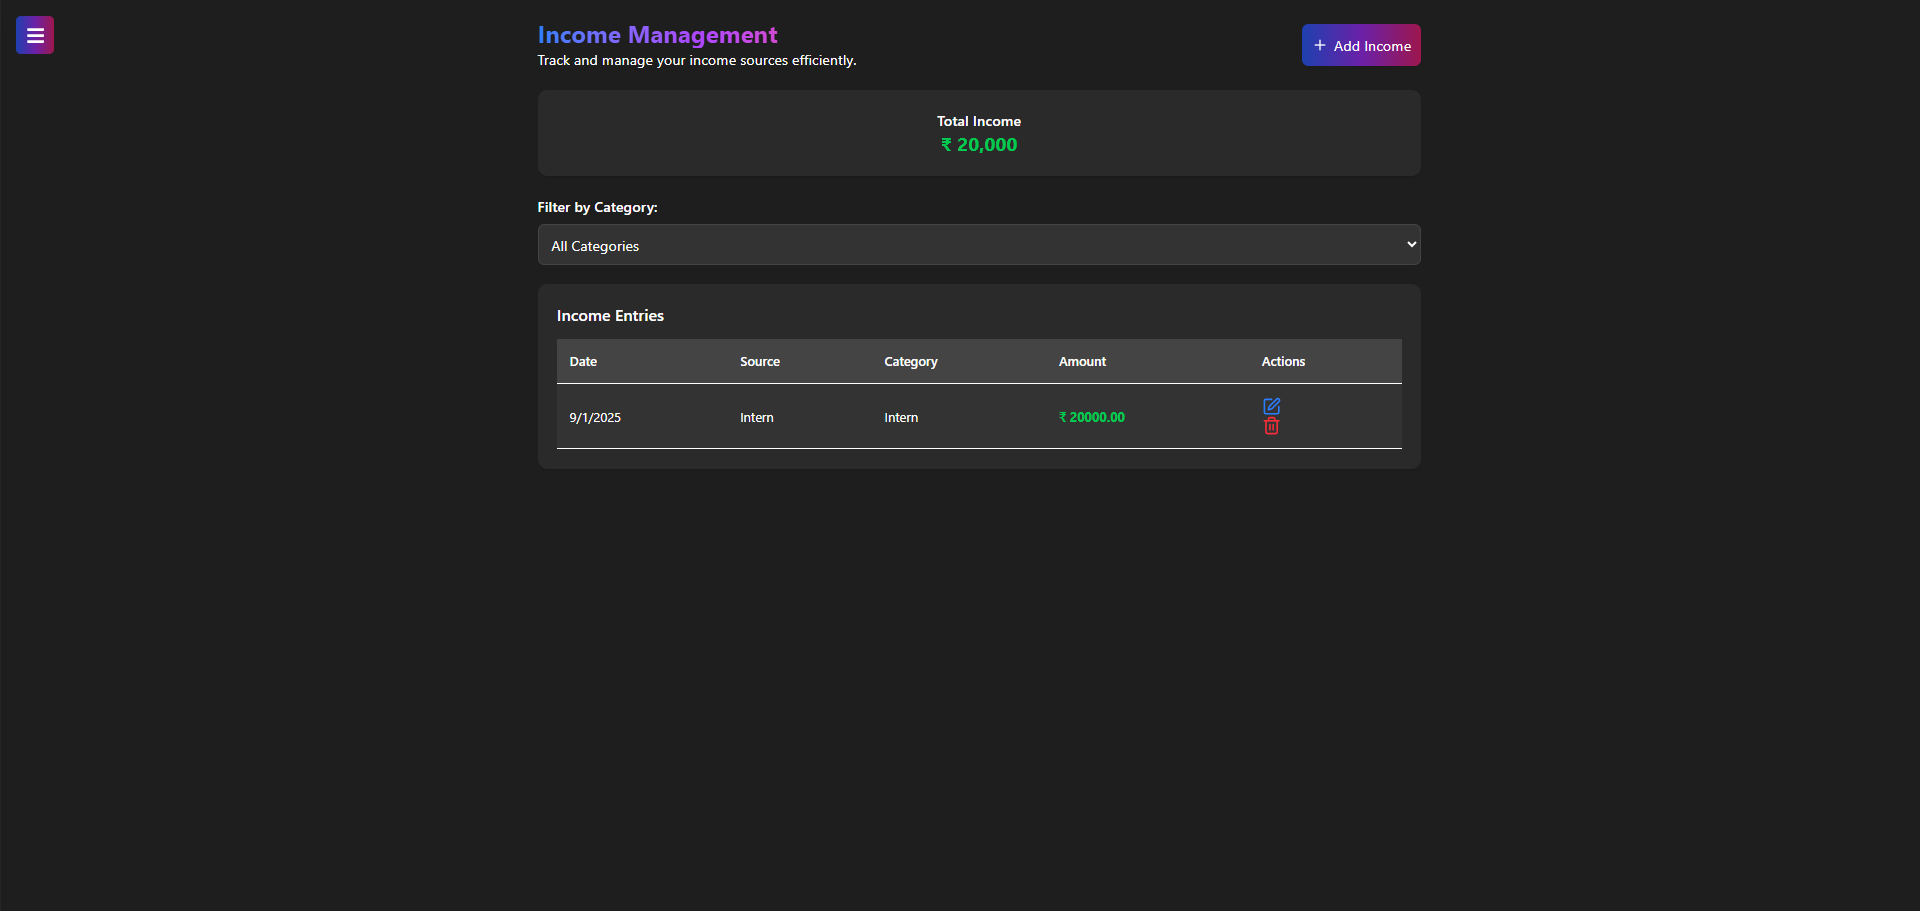 Income Management
Track and manage your income sources efficiently.
+ Add Income
Total Income
₹ 20,000
Filter by Category:
All Categories
Income Entries
Date Source Category Amount Actions
9/1/2025 Intern Intern ₹ 20000.00